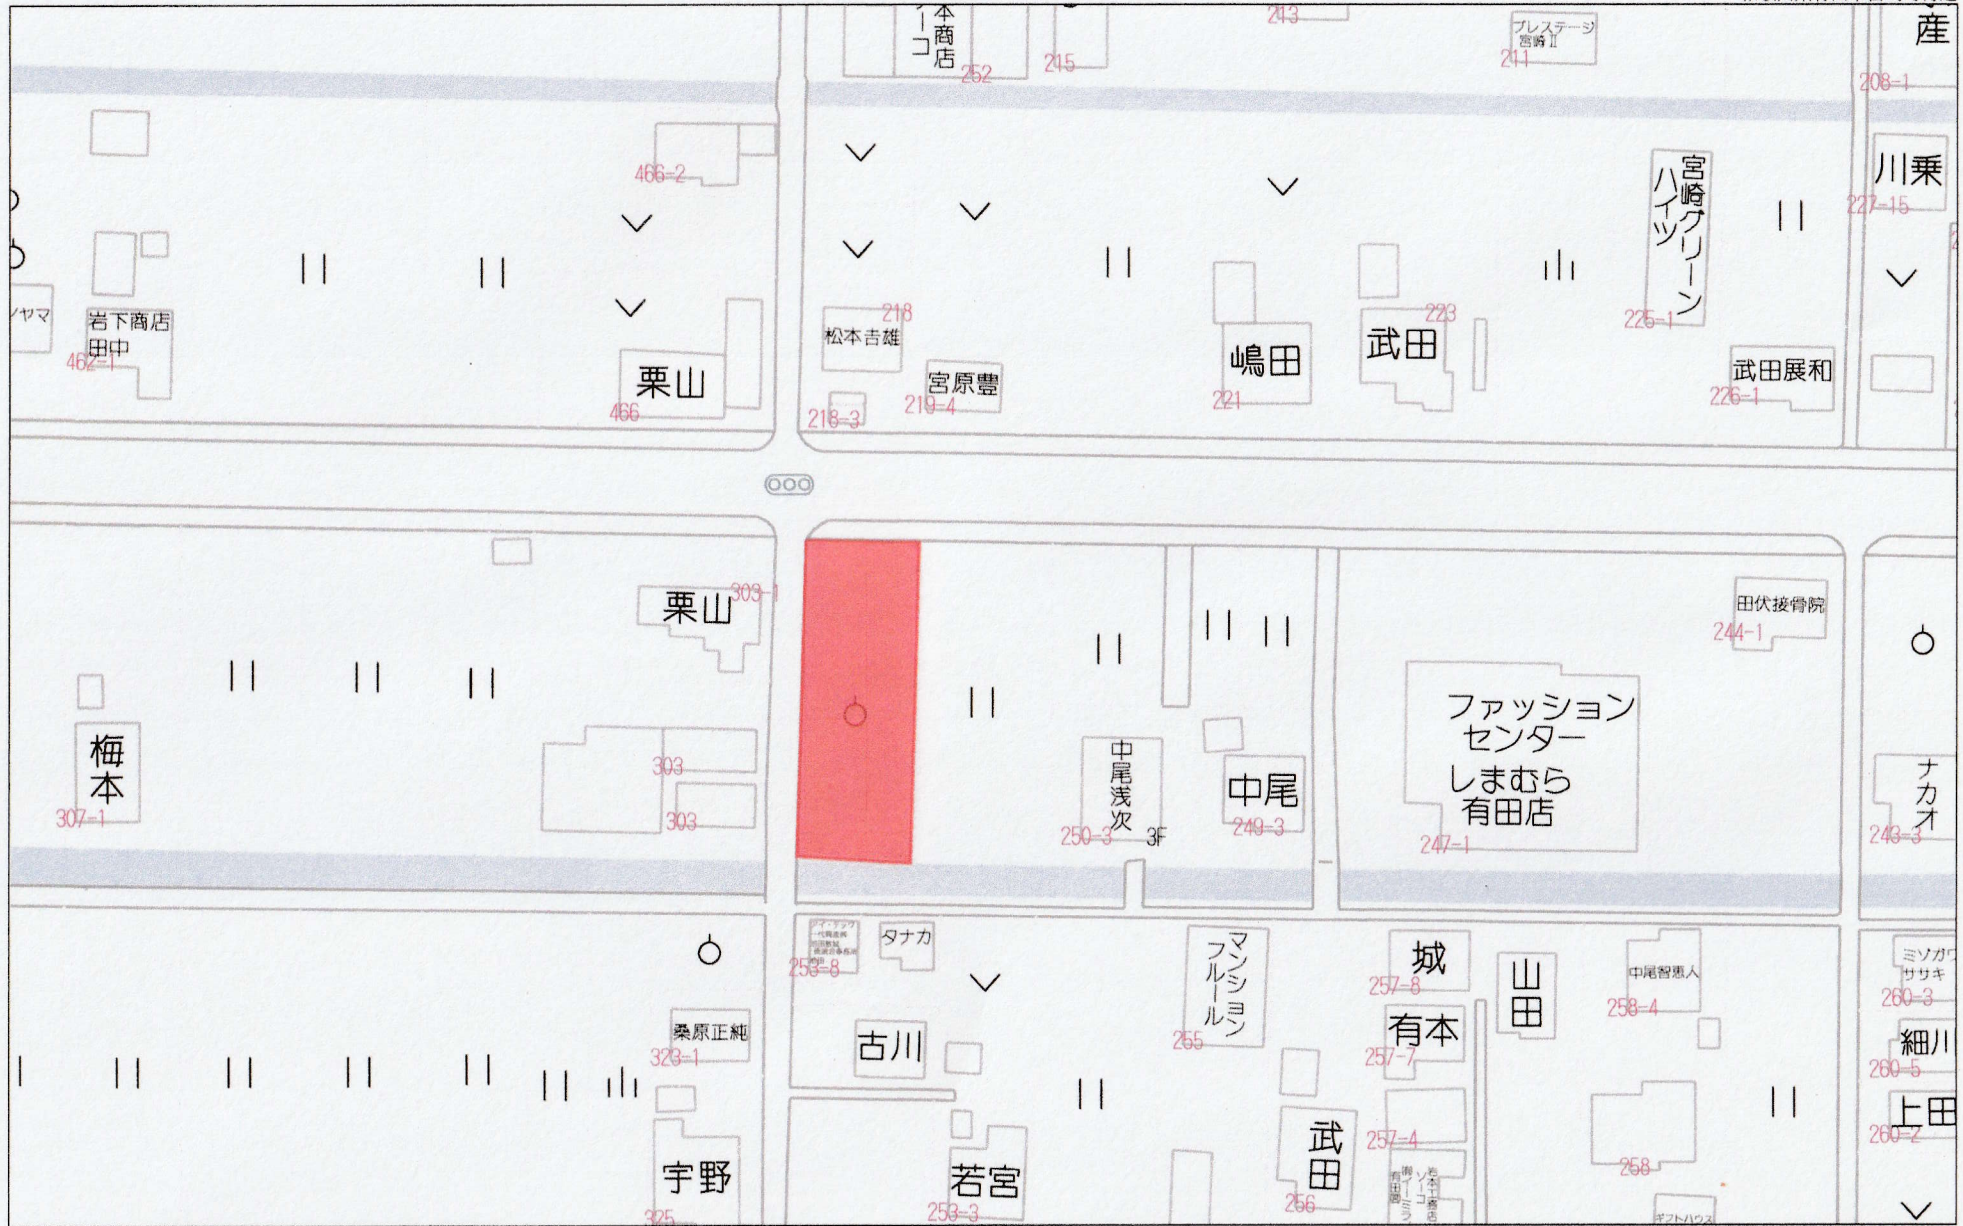 本商店
ーコ
252
215
213
プレステージ
宮崎Ⅱ
211
産
208-1
466-2
宮崎グリーン
ハイツ
225-1
川乗
227-15
ヤマ
岩下商店
田中
462-1
栗山
466
松本吉雄
218
218-3
宮原豊
219-4
嶋田
221
武田
223
武田展和
226-1
栗山
303-1
303
303
梅本
307-1
中尾浅次
250-3
3F
中尾
249-3
ファッション
センター
しまむら
有田店
247-1
田伏接骨院
244-1
ナカオ
243-3
253-8
タナカ
古川
マンション
フルール
255
城
257-8
有本
257-7
257-4
山田
中尾智恵人
258-4
258
ミゾガワ
ササキ
260-3
細川
260-5
上田
260-2
桑原正純
323-1
宇野
325
若宮
253-3
武田
256
ギフトハウス